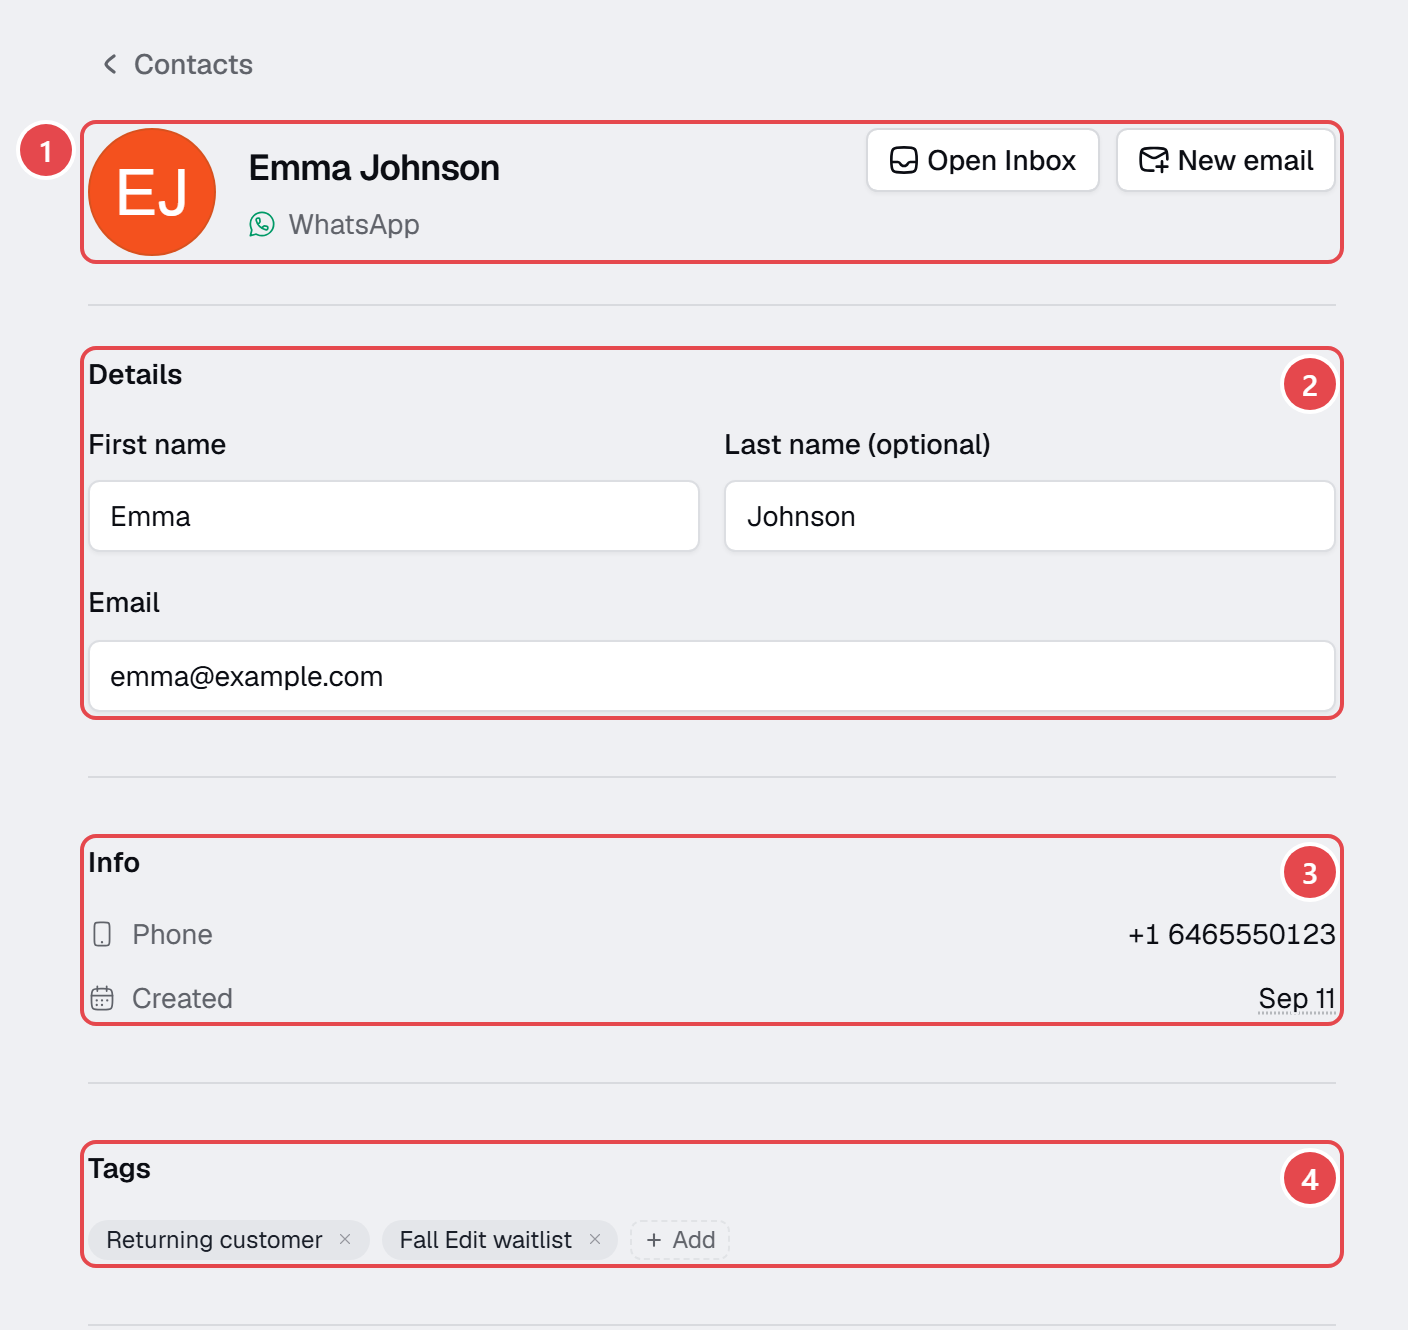 Contacts
1
EJ
Emma Johnson
Open Inbox
New email
WhatsApp
Details
2
First name
Last name (optional)
Emma
Johnson
Email
emma@example.com
Info
3
Phone
+1 6465550123
Created
Sep 11
Tags
4
Returning customer ×
Fall Edit waitlist ×
+ Add